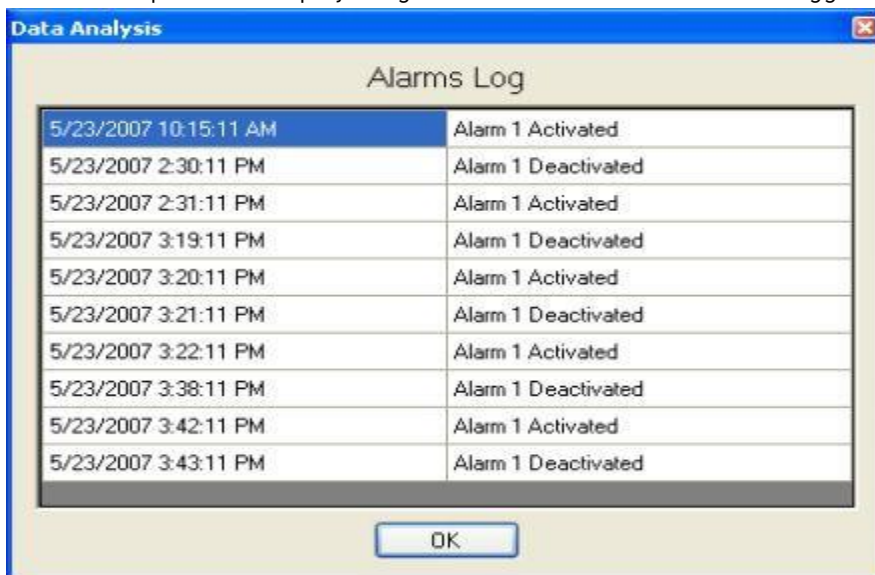 Data Analysis
Alarms Log
5/23/2007 10:15:11 AM Alarm 1 Activated
5/23/2007 2:30:11 PM Alarm 1 Deactivated
5/23/2007 2:31:11 PM Alarm 1 Activated
5/23/2007 3:19:11 PM Alarm 1 Deactivated
5/23/2007 3:20:11 PM Alarm 1 Activated
5/23/2007 3:21:11 PM Alarm 1 Deactivated
5/23/2007 3:22:11 PM Alarm 1 Activated
5/23/2007 3:38:11 PM Alarm 1 Deactivated
5/23/2007 3:42:11 PM Alarm 1 Activated
5/23/2007 3:43:11 PM Alarm 1 Deactivated
OK